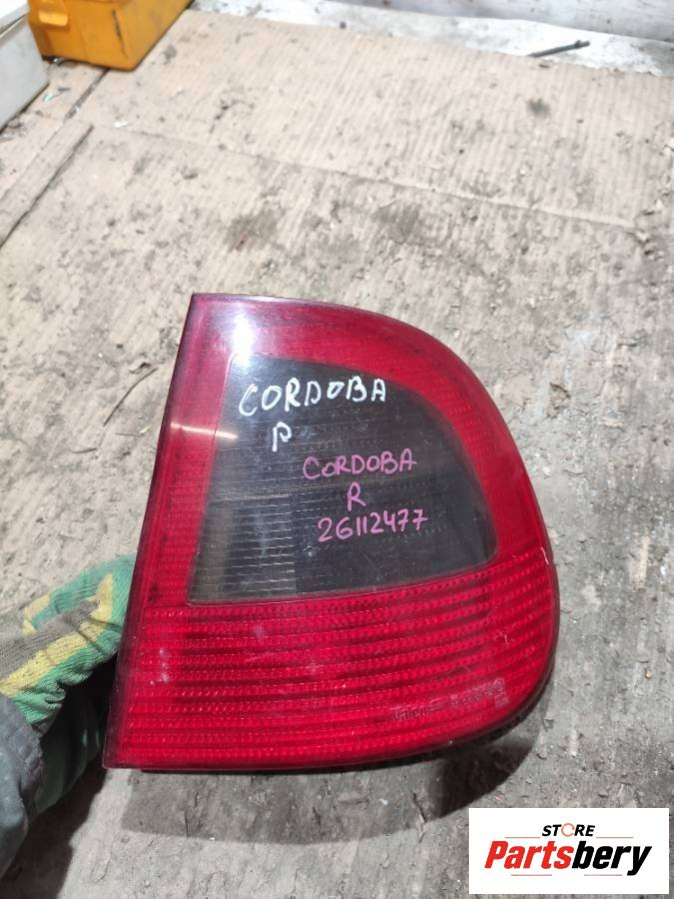 CORDOBA
P
CORDOBA
R
26112477
STORE
Partsbery